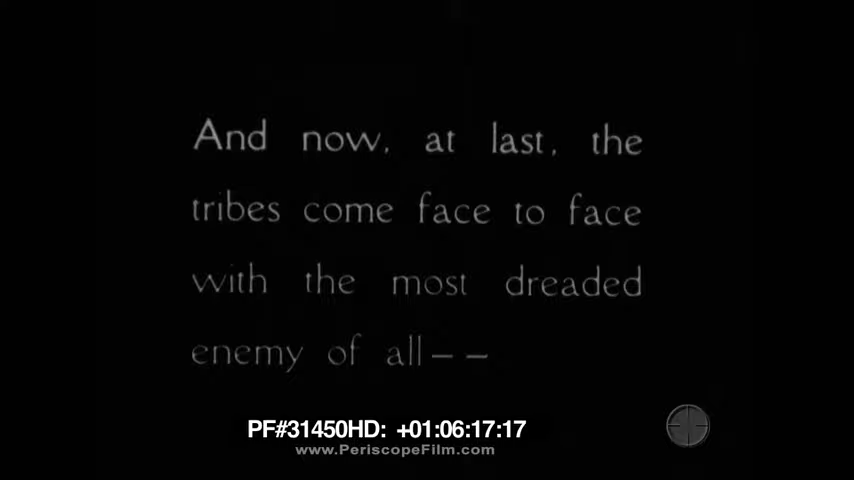 And now, at last, the
tribes come face to face
with the most dreaded
enemy of all——
PF#31450HD: +01:06:17:17
www.PeriscopeFilm.com